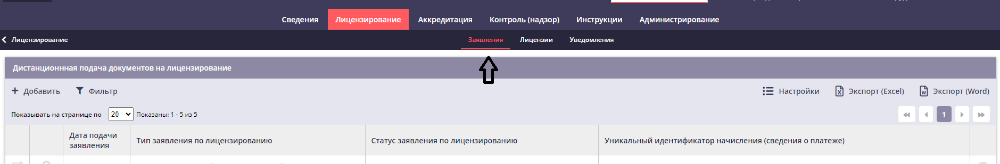 Сведения Лицензирование Аккредитация Контроль (надзор) Инструкции Администрирование
Лицензирование Заявления Лицензии Уведомления
Дистанционнная подача документов на лицензирование
Добавить Фильтр Настройки Экспорт (Excel) Экспорт (Word)
Показывать на странице по 20 Показаны: 1 - 5 из 5 1
Дата подачи
заявления
Тип заявления по лицензированию
Статус заявления по лицензированию
Уникальный идентификатор начисления (сведения о платеже)